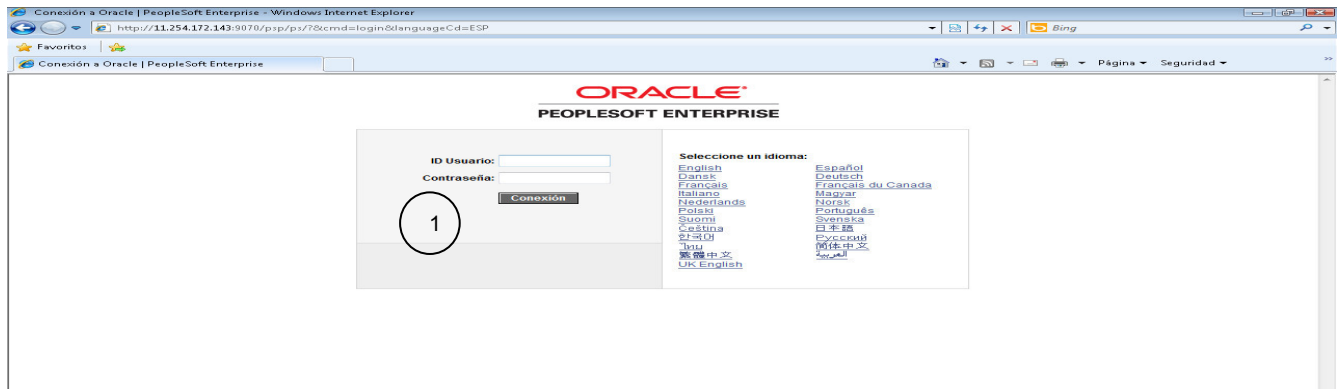 Conexión a Oracle | PeopleSoft Enterprise - Windows Internet Explorer
http://11.254.172.143:9070/psp/ps/?&cmd=login&languageCd=ESP
Bing
Favoritos
Conexión a Oracle | PeopleSoft Enterprise
Página Seguridad »
ORACLE
PEOPLESOFT ENTERPRISE
ID Usuario:
Contraseña:
Conexión
1
Seleccione un idioma:
English Español
Dansk Deutsch
Français Français du Canada
Italiano Magyar
Nederlands Norsk
Polski Português
Suomi Svenska
Čeština 日本語
한국어 Русский
ไทย 简体中文
繁體中文 العربية
UK English